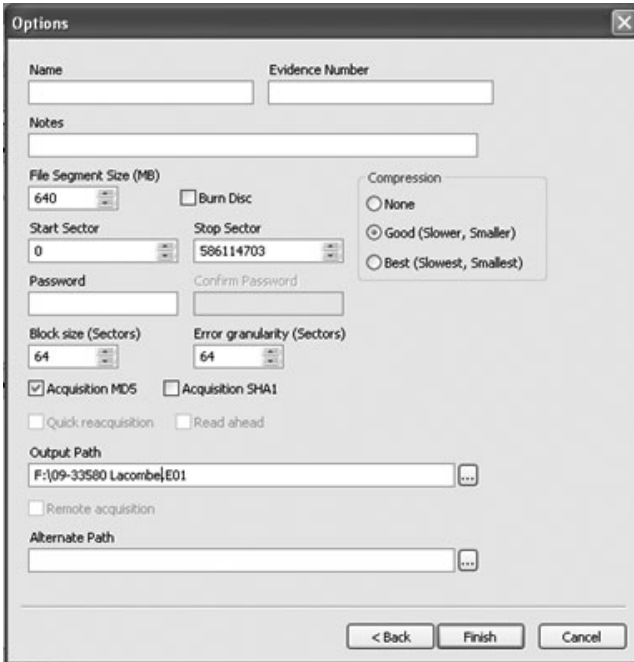 Options
Name Evidence Number
Notes
File Segment Size (MB) Compression
640 Burn Disc None
Start Sector Stop Sector
0 586114703 Good (Slower, Smaller)
Password Confirm Password Best (Slowest, Smallest)
Block size (Sectors) Error granularity (Sectors)
64 64
Acquisition MD5 Acquisition SHA1
Quick reacquisition Read ahead
Output Path
F:\09-33580 Lacombe.E01 ...
Remote acquisition
Alternate Path
...
< Back Finish Cancel